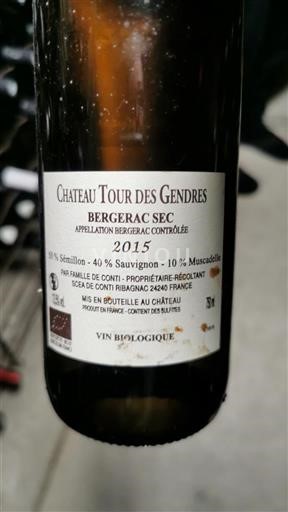 CHATEAU TOUR DES GENDRES
BERGERAC SEC
APPELLATION BERGERAC CONTRÔLÉE
2015
% Sémillon - 40 % Sauvignon - 10 % Muscadelle
PAR FAMILLE DE CONTI - PROPRIÉTAIRE-RÉCOLTANT
SCEA DE CONTI RIBAGNAC 24240 FRANCE
MIS EN BOUTEILLE AU CHÂTEAU
PRODUIT EN FRANCE - CONTENT DES SULFITES
VIN BIOLOGIQUE